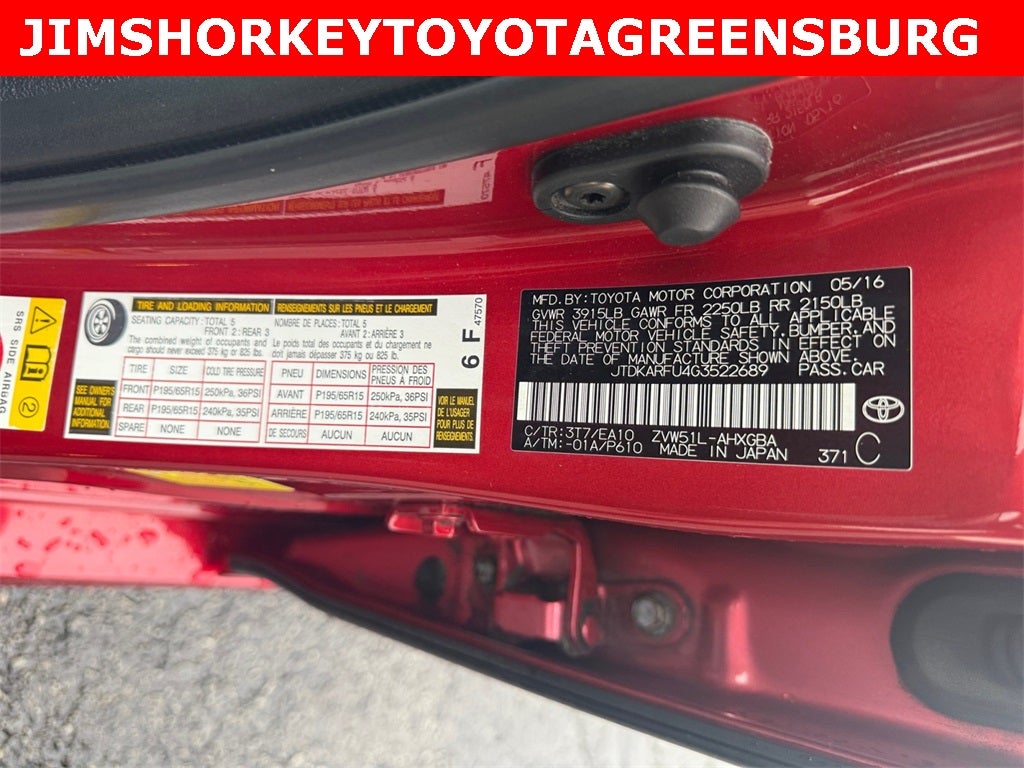 JIMSHORKEYTOYOTAGREENSBURG
SRS SIDE AIRBAG
2
TIRE AND LOADING INFORMATION
SEATING CAPACITY: TOTAL 5
FRONT 2: REAR 3
The combined weight of occupants and
cargo should never exceed 375 kg or 825 lbs.
RENSEIGNEMENTS SUR LES PNEUS ET LE CHARGEMENT
NOMBRE DE PLACES: TOTAL 5
AVANT 2: ARRIÈRE 3
Le poids total des occupants et du chargement ne
doit jamais dépasser 375 kg ou 825 lb.
SEE OWNER'S
MANUAL FOR
ADDITIONAL
INFORMATION
TIRE SIZE COLD TIRE PRESSURE
FRONT P195/65R15 250kPa, 36PSI
REAR P195/65R15 240kPa, 35PSI
SPARE NONE NONE
PNEU DIMENSIONS PRESSION DES PNEUS À FROID
AVANT P195/65R15 250kPa, 36PSI
ARRIÈRE P195/65R15 240kPa, 35PSI
DE SECOURS AUCUN AUCUN
VOIR LE MANUEL
DE L'USAGER
POUR PLUS DE
RENSEIGNEMENTS.
6 F 47570
MFD. BY: TOYOTA MOTOR CORPORATION 05/16
GVWR 3915LB GAWR FR 2250LB RR 2150LB
THIS VEHICLE CONFORMS TO ALL APPLICABLE
FEDERAL MOTOR VEHICLE SAFETY, BUMPER, AND
THEFT PREVENTION STANDARDS IN EFFECT ON
THE DATE OF MANUFACTURE SHOWN ABOVE.
JTDKARFU4G3522689 PASS. CAR
C/TR: 3T7/EA10 ZVW51L-AHXGBA
A/TM: -01A/P610 MADE IN JAPAN 371 C